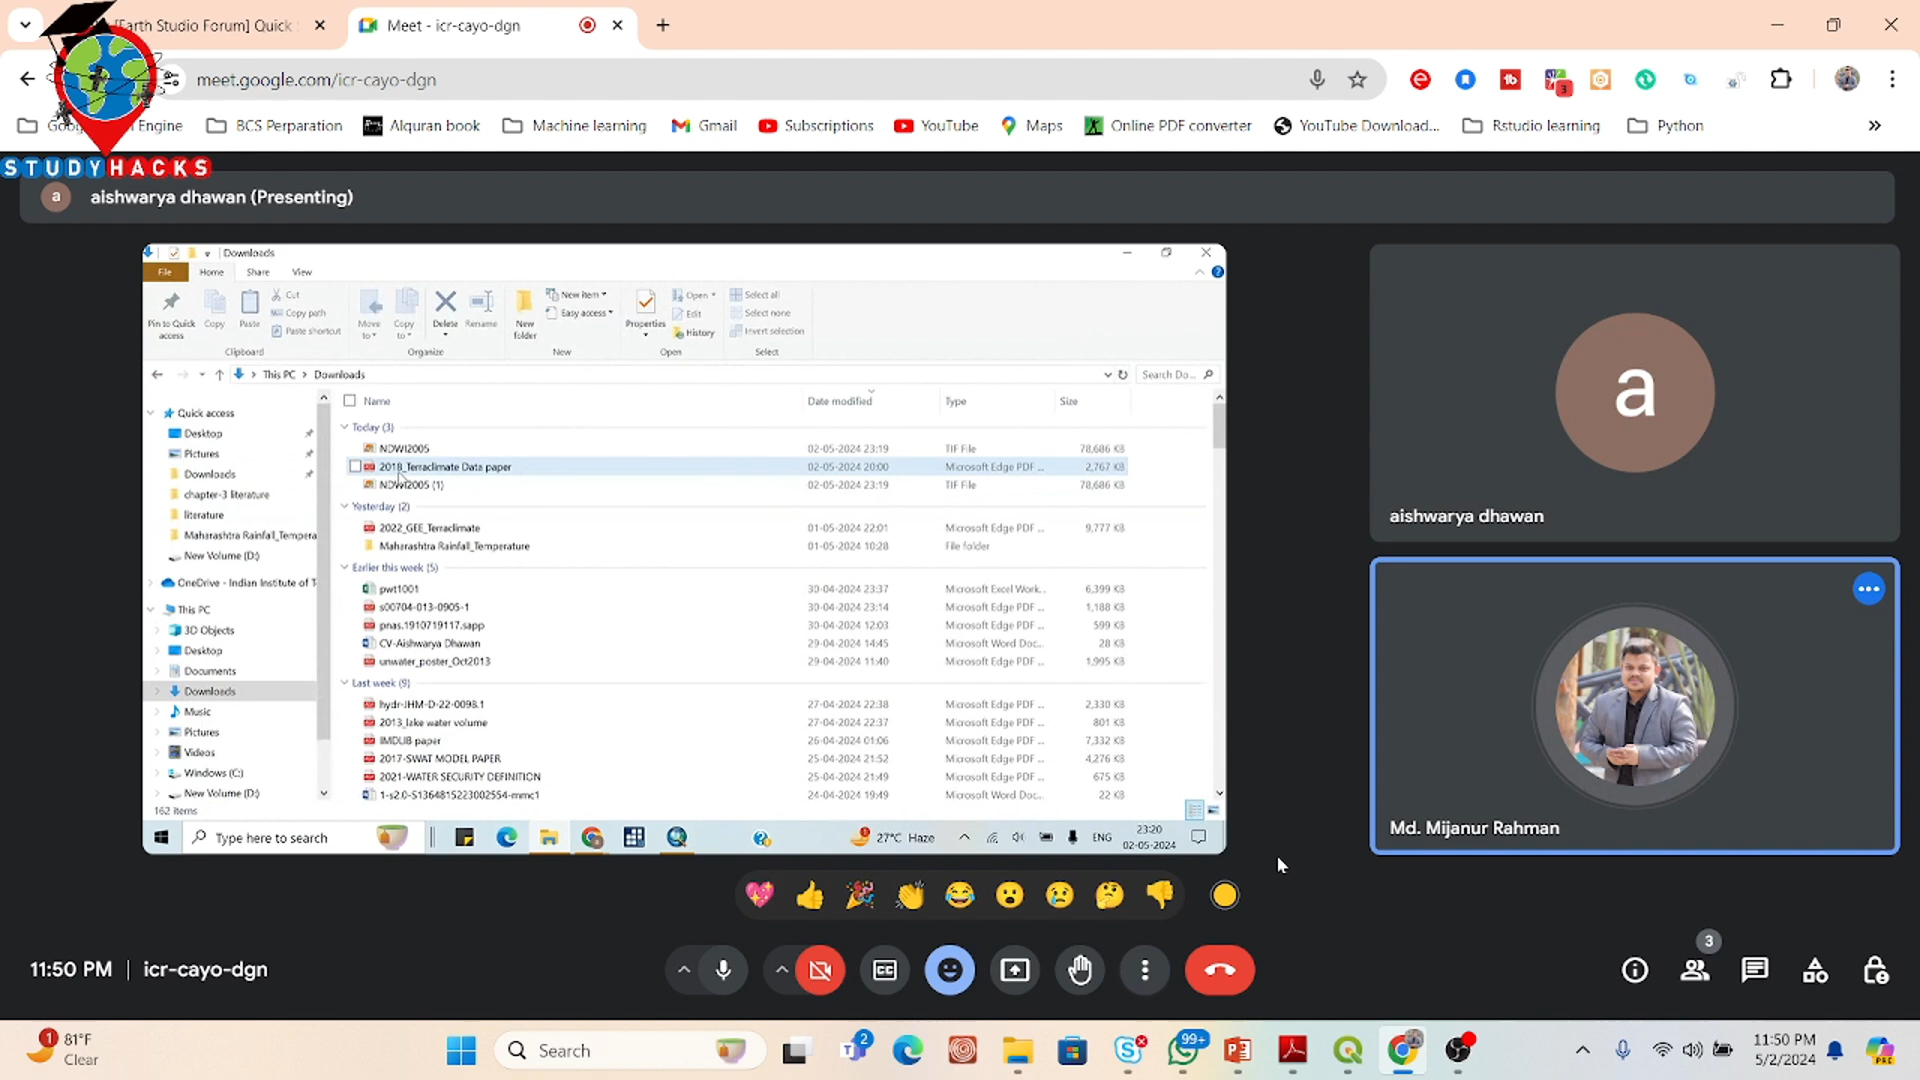 [Earth Studio Forum] Quick
Meet - icr-cayo-dgn
meet.google.com/icr-cayo-dgn
3
Engine
BCS Perparation
Alquran book
Machine learning
Gmail
Subscriptions
YouTube
Maps
Online PDF converter
YouTube Download...
Rstudio learning
Python
STUDYHACKS
a
aishwarya dhawan (Presenting)
Downloads
File
Home
Share
View
Pin to Quick access
Copy
Paste
Cut
Copy path
Paste shortcut
Clipboard
Move to
Copy to
Delete
Rename
Organize
New folder
New item
Easy access
New
Properties
Open
Edit
History
Open
Select all
Select none
Invert selection
Select
This PC > Downloads
Search Do...
Quick access
Desktop
Pictures
Downloads
chapter-3 literature
literature
Maharashtra Rainfall_Tempera
New Volume (D:)
OneDrive - Indian Institute of T
This PC
3D Objects
Desktop
Documents
Downloads
Music
Pictures
Videos
Windows (C:)
New Volume (D:)
162 items
Name Date modified Type Size
Today (3)
NDWI2005 02-05-2024 23:19 TIF File 78,686 KB
2018_Terraclimate Data paper 02-05-2024 20:00 Microsoft Edge PDF ... 2,767 KB
NDWI2005 (1) 02-05-2024 23:19 TIF File 78,686 KB
Yesterday (2)
2022_GEE_Terraclimate 01-05-2024 22:01 Microsoft Edge PDF ... 9,777 KB
Maharashtra Rainfall_Temperature 01-05-2024 10:28 File folder
Earlier this week (5)
pwt1001 30-04-2024 23:37 Microsoft Excel Work... 6,399 KB
s00704-013-0905-1 30-04-2024 23:14 Microsoft Edge PDF ... 1,188 KB
pnas.1910719117.sapp 30-04-2024 12:03 Microsoft Edge PDF ... 599 KB
CV-Aishwarya Dhawan 29-04-2024 14:45 Microsoft Word Doc... 28 KB
unwater_poster_Oct2013 29-04-2024 11:40 Microsoft Edge PDF ... 1,995 KB
Last week (9)
hydr-JHM-D-22-0098.1 27-04-2024 22:38 Microsoft Edge PDF ... 2,330 KB
2013_lake water volume 27-04-2024 22:37 Microsoft Edge PDF ... 801 KB
IMDLIB paper 26-04-2024 01:06 Microsoft Edge PDF ... 7,332 KB
2017-SWAT MODEL PAPER 25-04-2024 21:52 Microsoft Edge PDF ... 4,276 KB
2021-WATER SECURITY DEFINITION 25-04-2024 21:49 Microsoft Edge PDF ... 675 KB
1-s2.0-S1364815223002554-mmc1 24-04-2024 19:49 Microsoft Word Doc... 22 KB
Type here to search
27°C Haze
ENG
23:20
02-05-2024
a
aishwarya dhawan
Md. Mijanur Rahman
11:50 PM | icr-cayo-dgn
CC
3
1
81°F
Clear
Search
2
99+
11:50 PM
5/2/2024
PRE